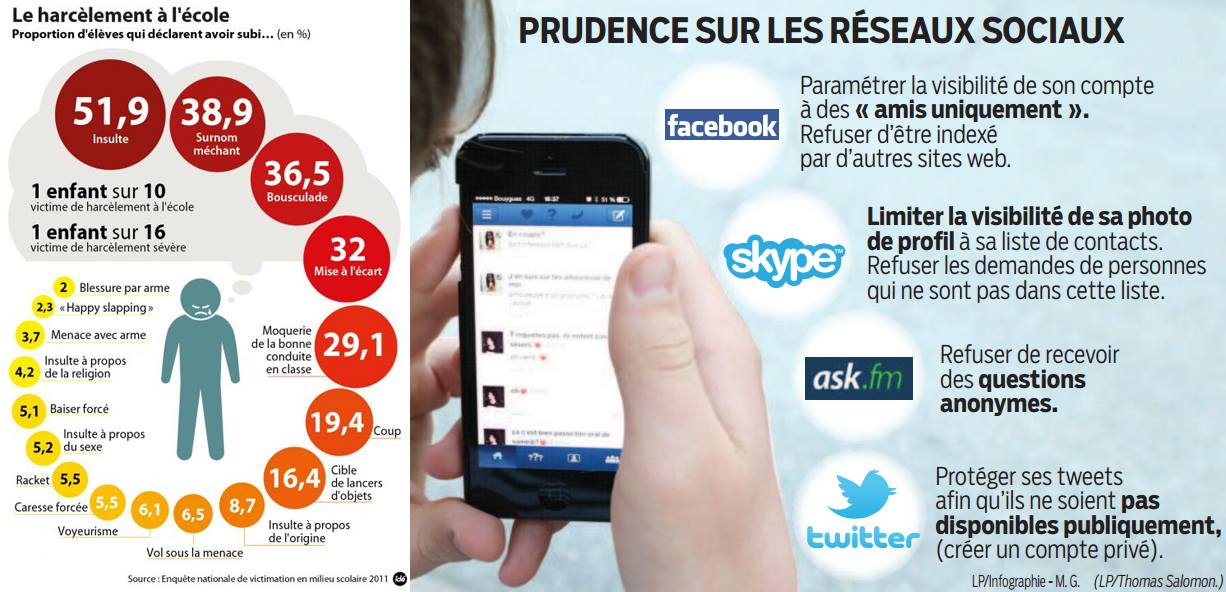 Le harcèlement à l'école
Proportion d'élèves qui déclarent avoir subi... (en %)
51,9
Insulte
38,9
Surnom
méchant
36,5
Bousculade
32
Mise à l'écart
1 enfant sur 10
victime de harcèlement à l'école
1 enfant sur 16
victime de harcèlement sévère
2 Blessure par arme
2,3 « Happy slapping »
3,7 Menace avec arme
4,2 Insulte à propos
de la religion
5,1 Baiser forcé
5,2 Insulte à propos
du sexe
Racket 5,5
Caresse forcée 5,5
6,1
Voyeurisme
6,5
Vol sous la menace
8,7
Insulte à propos
de l'origine
16,4
Cible
de lancers
d'objets
19,4 Coup
Moquerie
de la bonne
conduite
en classe
29,1
Source : Enquête nationale de victimation en milieu scolaire 2011 idé
PRUDENCE SUR LES RÉSEAUX SOCIAUX
facebook
Paramétrer la visibilité de son compte
à des « amis uniquement ».
Refuser d'être indexé
par d'autres sites web.
skype™
Limiter la visibilité de sa photo
de profil à sa liste de contacts.
Refuser les demandes de personnes
qui ne sont pas dans cette liste.
ask.fm
Refuser de recevoir
des questions
anonymes.
twitter
Protéger ses tweets
afin qu'ils ne soient pas
disponibles publiquement,
(créer un compte privé).
LP/Infographie - M. G. (LP/Thomas Salomon.)
Bouygues 4G 16:37 51 %
En couple?
???